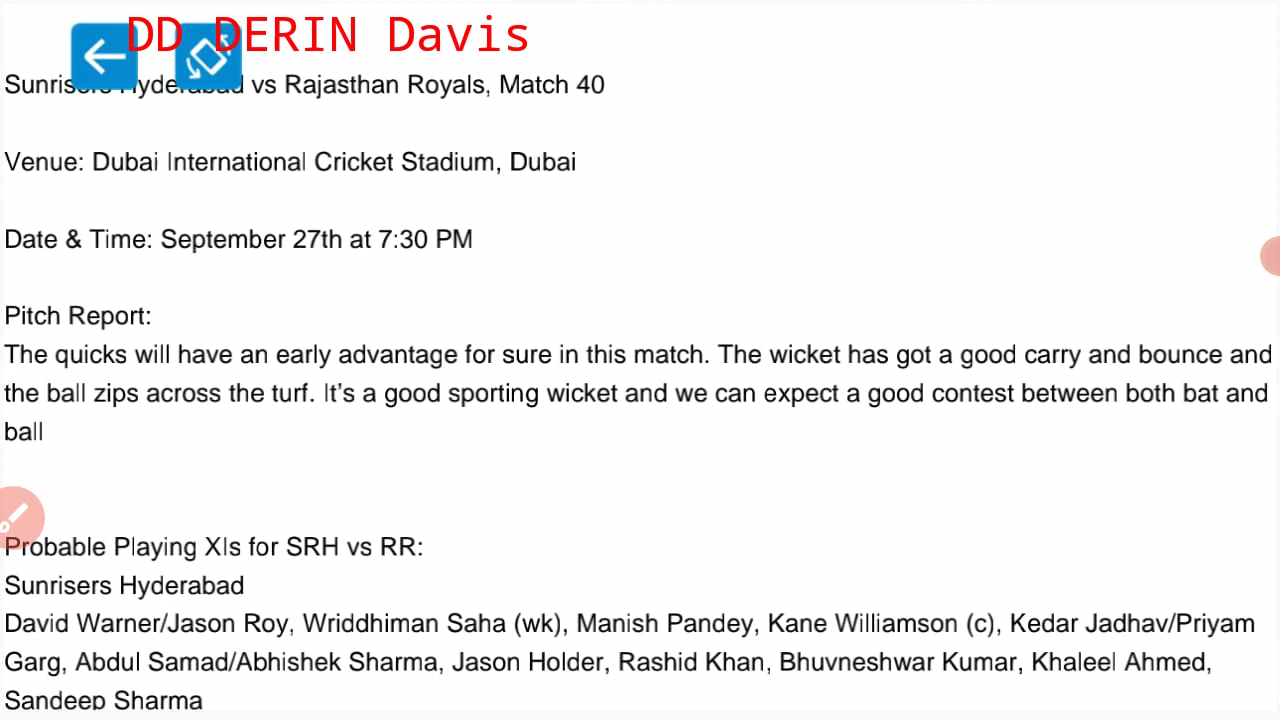 DD DERIN Davis
Sunrisers Hyderabad vs Rajasthan Royals, Match 40
Venue: Dubai International Cricket Stadium, Dubai
Date & Time: September 27th at 7:30 PM
Pitch Report:
The quicks will have an early advantage for sure in this match. The wicket has got a good carry and bounce and
the ball zips across the turf. It’s a good sporting wicket and we can expect a good contest between both bat and
ball
Probable Playing XIs for SRH vs RR:
Sunrisers Hyderabad
David Warner/Jason Roy, Wriddhiman Saha (wk), Manish Pandey, Kane Williamson (c), Kedar Jadhav/Priyam
Garg, Abdul Samad/Abhishek Sharma, Jason Holder, Rashid Khan, Bhuvneshwar Kumar, Khaleel Ahmed,
Sandeep Sharma